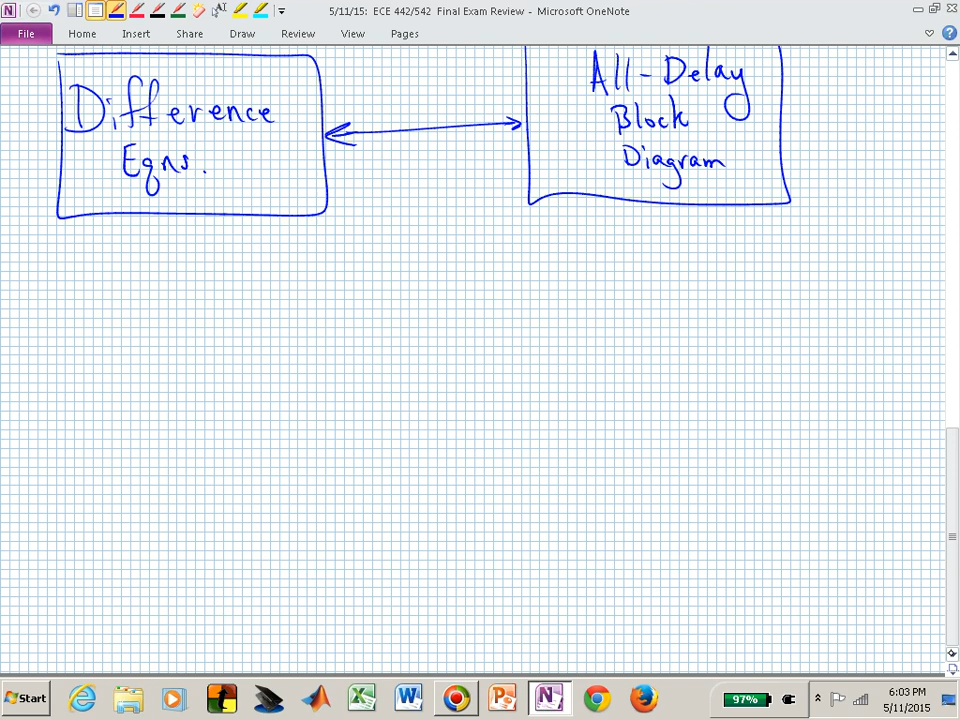 5/11/15: ECE 442/542 Final Exam Review - Microsoft OneNote
File Home Insert Share Draw Review View Pages
Difference
Eqns.
All-Delay
Block
Diagram
Start
97%
6:03 PM
5/11/2015